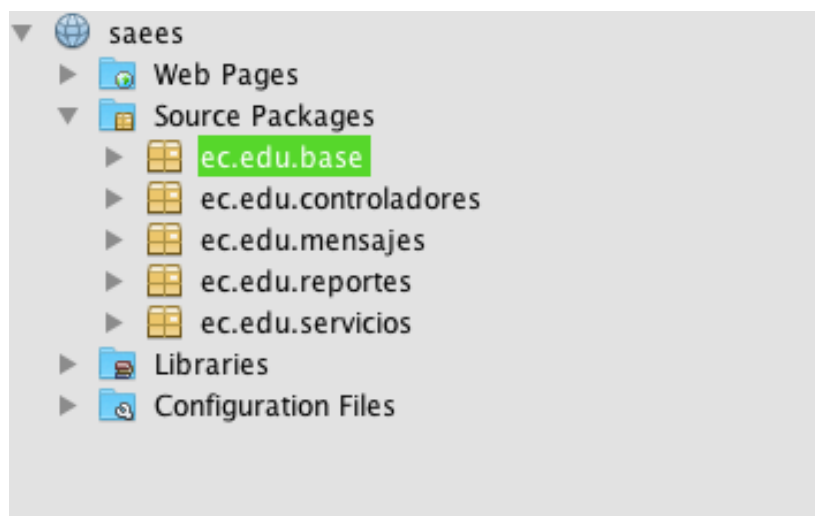 saees
Web Pages
Source Packages
ec.edu.base
ec.edu.controladores
ec.edu.mensajes
ec.edu.reportes
ec.edu.servicios
Libraries
Configuration Files